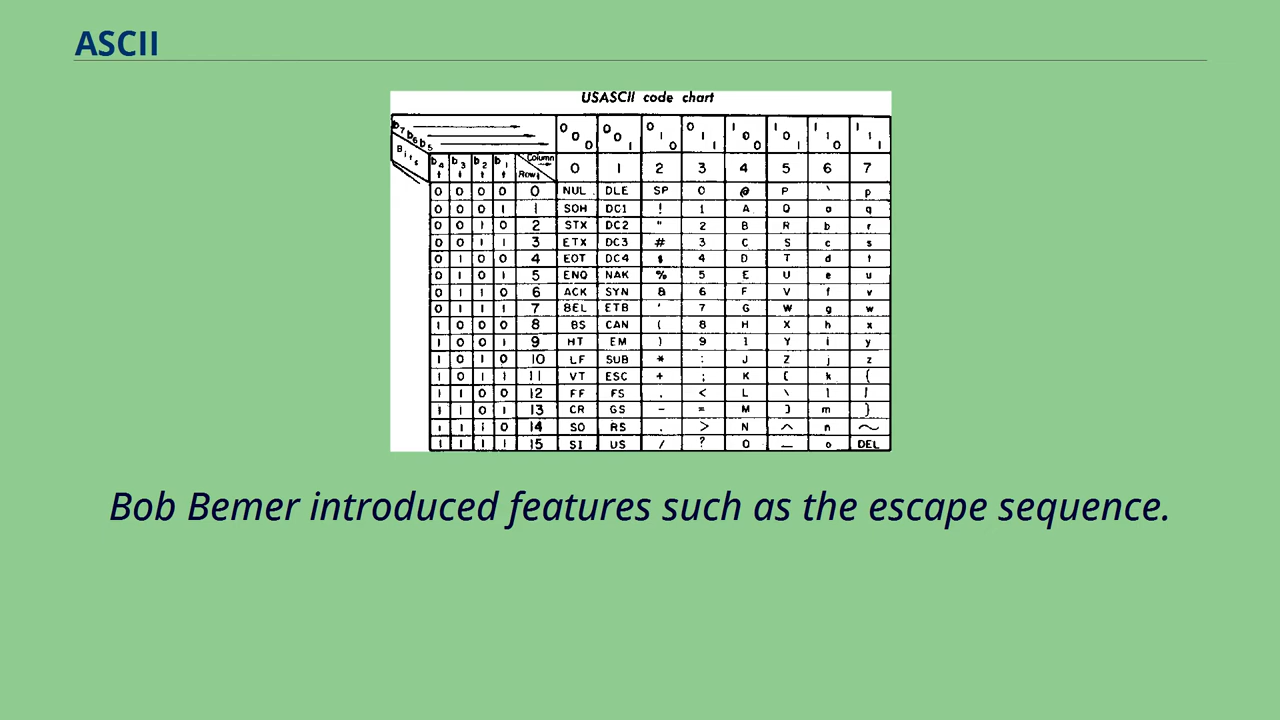 ASCII
USASCII code chart
b7 b6 b5 0 0 0 0 0 1 0 1 0 0 1 1 1 0 0 1 0 1 1 1 0 1 1 1
Bits b4 b3 b2 b1 Column Row 0 1 2 3 4 5 6 7
0 0 0 0 0 NUL DLE SP 0 @ P ` p
0 0 0 1 1 SOH DC1 ! 1 A Q a q
0 0 1 0 2 STX DC2 " 2 B R b r
0 0 1 1 3 ETX DC3 # 3 C S c s
0 1 0 0 4 EOT DC4 $ 4 D T d t
0 1 0 1 5 ENQ NAK % 5 E U e u
0 1 1 0 6 ACK SYN & 6 F V f v
0 1 1 1 7 BEL ETB ' 7 G W g w
1 0 0 0 8 BS CAN ( 8 H X h x
1 0 0 1 9 HT EM ) 9 I Y i y
1 0 1 0 10 LF SUB * : J Z j z
1 0 1 1 11 VT ESC + ; K [ k {
1 1 0 0 12 FF FS , < L \ l |
1 1 0 1 13 CR GS - = M ] m }
1 1 1 0 14 SO RS . > N ^ n ~
1 1 1 1 15 SI US / ? O _ o DEL
Bob Bemer introduced features such as the escape sequence.